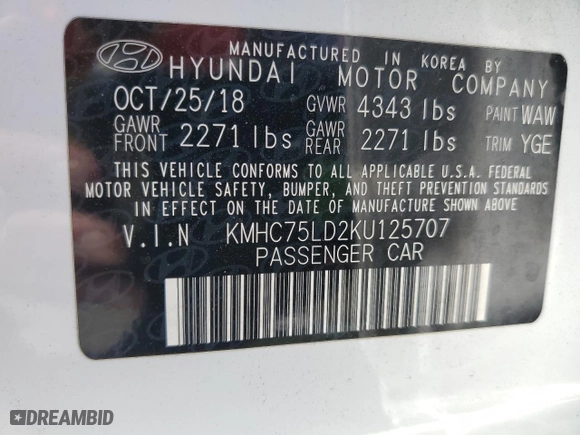 MANUFACTURED IN KOREA BY
HYUNDAI MOTOR COMPANY
OCT/25/18 GVWR 4343 lbs PAINT WAW
GAWR FRONT 2271 lbs GAWR REAR 2271 lbs TRIM YGE
THIS VEHICLE CONFORMS TO ALL APPLICABLE U.S.A. FEDERAL
MOTOR VEHICLE SAFETY, BUMPER, AND THEFT PREVENTION STANDARDS
IN EFFECT ON THE DATE OF MANUFACTURE SHOWN ABOVE.
V.I.N KMHC75LD2KU125707
PASSENGER CAR
DREAMBID